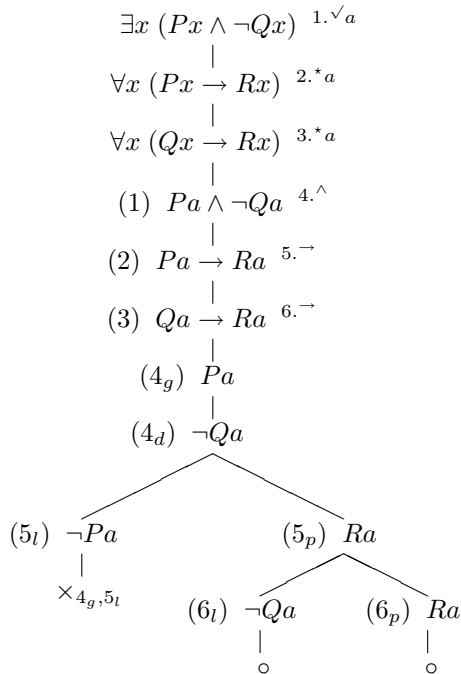 ∃x (Px ∧ ¬Qx) 1.√a
∀x (Px → Rx) 2.⋆a
∀x (Qx → Rx) 3.⋆a
(1) Pa ∧ ¬Qa 4.∧
(2) Pa → Ra 5.→
(3) Qa → Ra 6.→
(4g) Pa
(4d) ¬Qa
(5l) ¬Pa (5p) Ra
×4g,5l (6l) ¬Qa (6p) Ra
∘ ∘